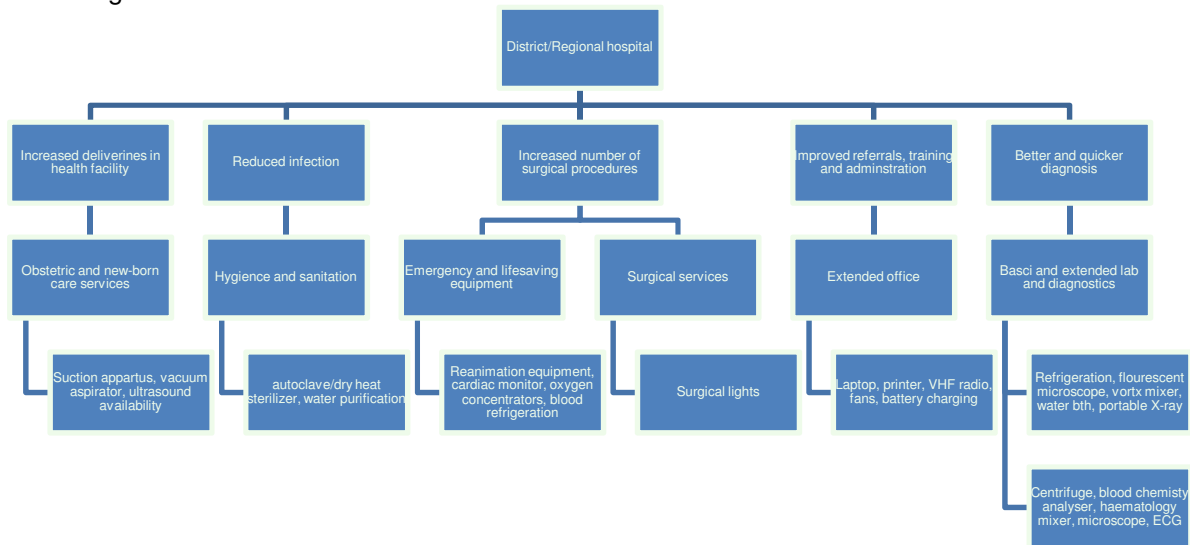 District/Regional hospital
Increased deliverines in
health facility
Reduced infection
Increased number of
surgical procedures
Improved referrals, training
and adminstration
Better and quicker
diagnosis
Obstetric and new-born
care services
Hygience and sanitation
Emergency and lifesaving
equipment
Surgical services
Extended office
Basci and extended lab
and diagnostics
Suction appartus, vacuum
aspirator, ultrasound
availability
autoclave/dry heat
sterilizer, water purification
Reanimation equipment,
cardiac monitor, oxygen
concentrators, blood
refrigeration
Surgical lights
Laptop, printer, VHF radio,
fans, battery charging
Refrigeration, flourescent
microscope, vortx mixer,
water bth, portable X-ray
Centrifuge, blood chemisty
analyser, haematology
mixer, microscope, ECG